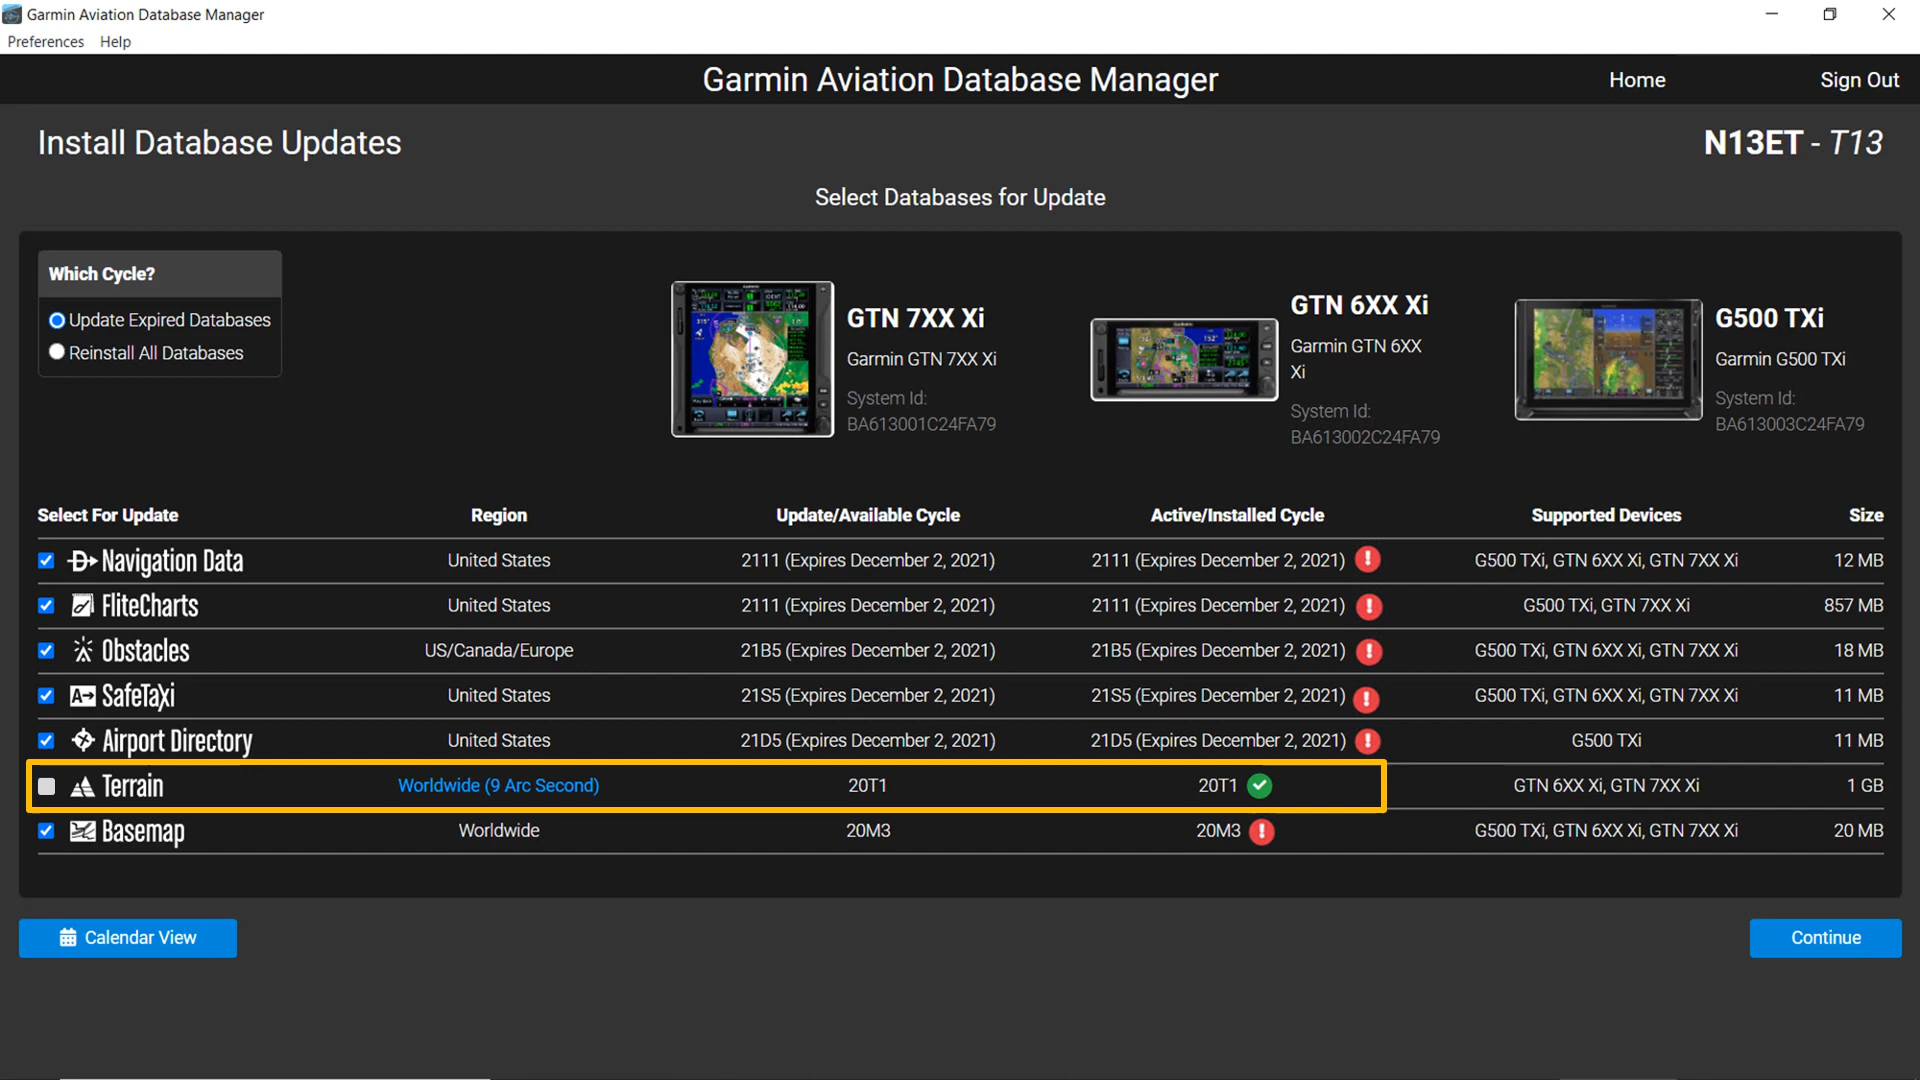 Garmin Aviation Database Manager
Preferences Help
Garmin Aviation Database Manager Home Sign Out
Install Database Updates N13ET - T13
Select Databases for Update
Which Cycle?
Update Expired Databases
Reinstall All Databases
GTN 7XX Xi
Garmin GTN 7XX Xi
System Id:
BA613001C24FA79
GTN 6XX Xi
Garmin GTN 6XX
Xi
System Id:
BA613002C24FA79
G500 TXi
Garmin G500 TXi
System Id:
BA613003C24FA79
Select For Update Region Update/Available Cycle Active/Installed Cycle Supported Devices Size
Navigation Data United States 2111 (Expires December 2, 2021) 2111 (Expires December 2, 2021) G500 TXi, GTN 6XX Xi, GTN 7XX Xi 12 MB
FliteCharts United States 2111 (Expires December 2, 2021) 2111 (Expires December 2, 2021) G500 TXi, GTN 7XX Xi 857 MB
Obstacles US/Canada/Europe 21B5 (Expires December 2, 2021) 21B5 (Expires December 2, 2021) G500 TXi, GTN 6XX Xi, GTN 7XX Xi 18 MB
SafeTaxi United States 21S5 (Expires December 2, 2021) 21S5 (Expires December 2, 2021) G500 TXi, GTN 6XX Xi, GTN 7XX Xi 11 MB
Airport Directory United States 21D5 (Expires December 2, 2021) 21D5 (Expires December 2, 2021) G500 TXi 11 MB
Terrain Worldwide (9 Arc Second) 20T1 20T1 GTN 6XX Xi, GTN 7XX Xi 1 GB
Basemap Worldwide 20M3 20M3 G500 TXi, GTN 6XX Xi, GTN 7XX Xi 20 MB
Calendar View Continue